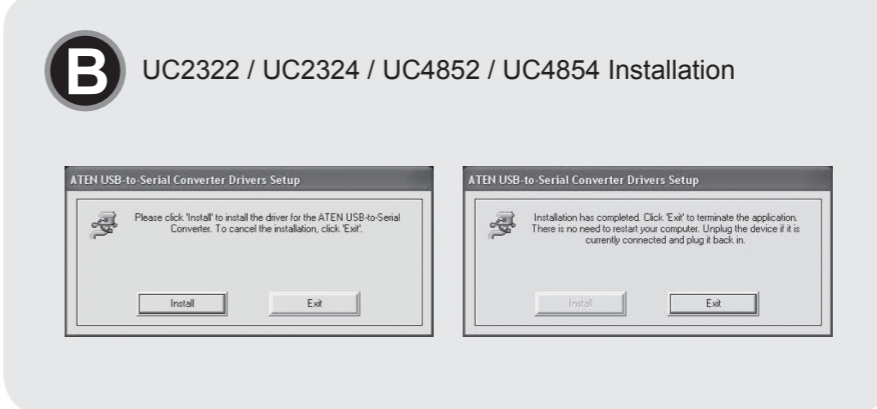 B
UC2322 / UC2324 / UC4852 / UC4854 Installation
ATEN USB-to-Serial Converter Drivers Setup
Please click 'Install' to install the driver for the ATEN USB-to-Serial
Converter. To cancel the installation, click 'Exit'.
Install
Exit
ATEN USB-to-Serial Converter Drivers Setup
Installation has completed. Click 'Exit' to terminate the application.
There is no need to restart your computer. Unplug the device if it is
currently connected and plug it back in.
Install
Exit